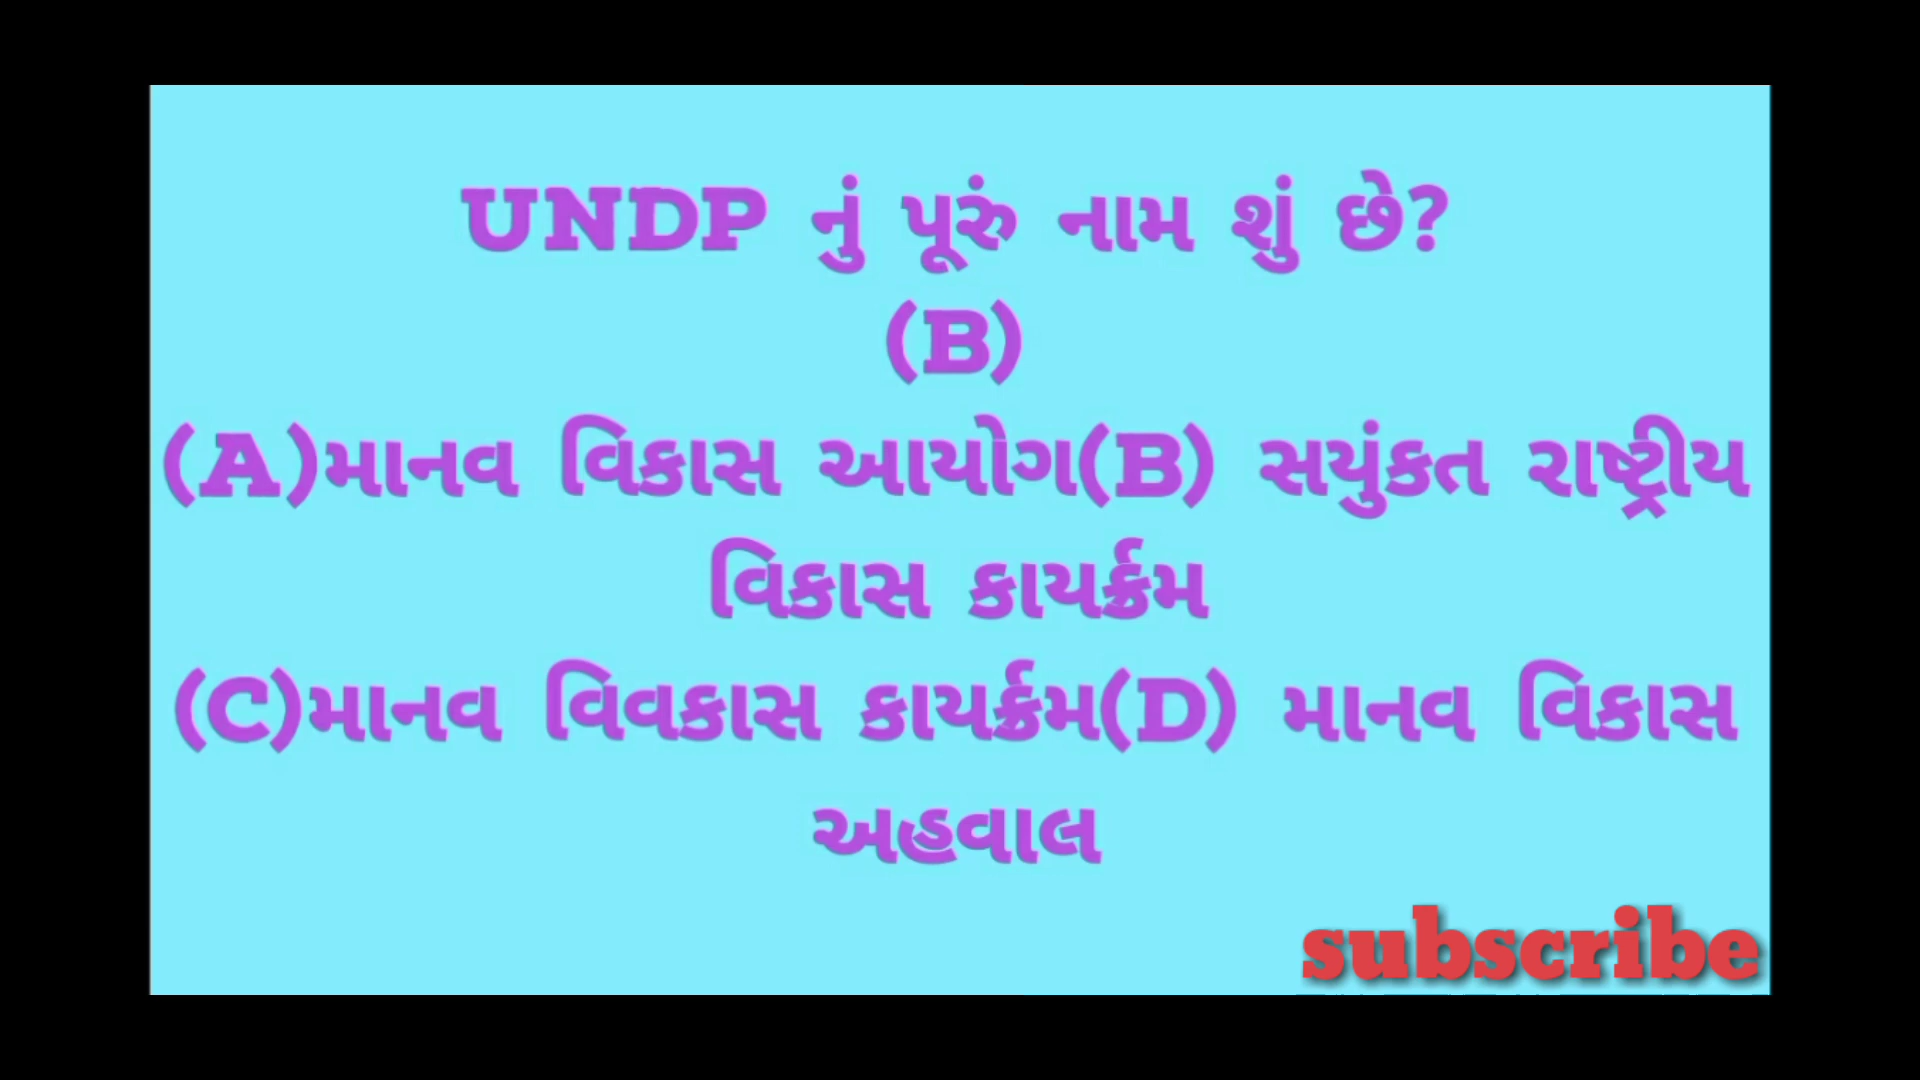 UNDP નું પૂરું નામ શું છે?
(B)
(A)માનવ વિકાસ આયોગ(B) સયુંકત રાષ્ટ્રીય
વિકાસ કાયર્ક્રમ
(C)માનવ વિવકાસ કાયર્ક્રમ(D) માનવ વિકાસ
અહવાલ
subscribe